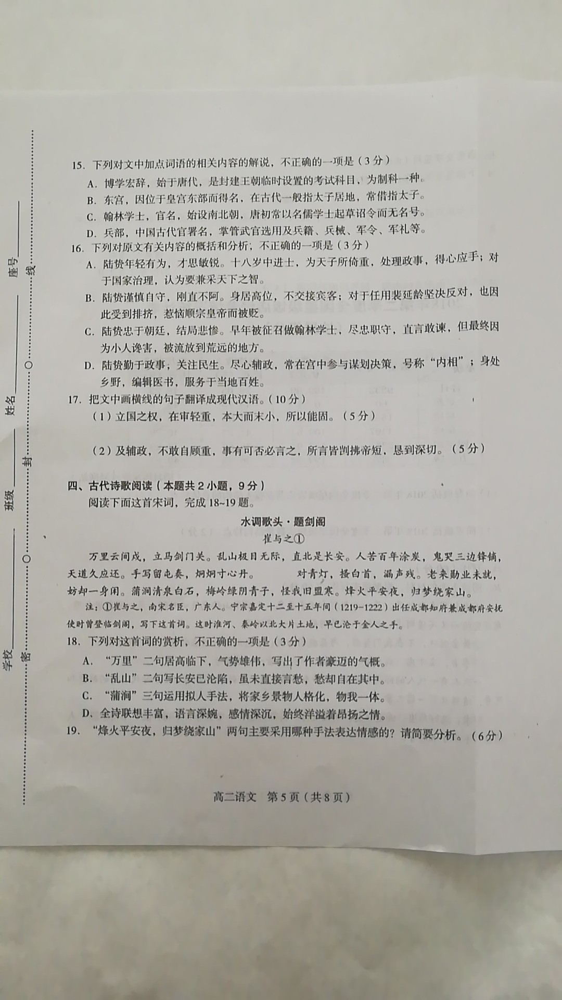 15. 下列对文中加点词语的相关内容的解说，不正确的一项是（3分）
A. 博学宏辞，始于唐代，是封建王朝临时设置的考试科目，为制科一种。
B. 东宫，因位于皇宫东部而得名，在古代一般指太子居地，常借指太子。
C. 翰林学士，官名，始设南北朝，唐初常以名儒学士起草诏令而无名号。
D. 兵部，中国古代官署名，掌管武官选用及兵籍、兵械、军令、军礼等。
16. 下列对原文有关内容的概括和分析，不正确的一项是（3分）
A. 陆贽年轻有为，才思敏锐。十八岁中进士，为天子所倚重，处理政事，得心应手；对
于国家治理，认为要兼采天下之智。
B. 陆贽谨慎自守，刚直不阿。身居高位，不交接宾客；对于任用裴延龄坚决反对，也因
此受到排挤，惹恼顺宗皇帝而被贬。
C. 陆贽忠于朝廷，结局悲惨。早年被征召做翰林学士，尽忠职守，直言敢谏，但最终因
为小人谗害，被流放到荒远的地方。
D. 陆贽勤于政事，关注民生。尽心辅政，常在宫中参与谋划决策，号称“内相”；身处
乡野，编辑医书，服务于当地百姓。
17. 把文中画横线的句子翻译成现代汉语。（10分）
（1）立国之权，在审轻重，本大而末小，所以能固。（5分）
（2）及辅政，不敢自顾重，事有可否必言之，所言皆剀拂帝短，恳到深切。（5分）
四、古代诗歌阅读（本题共2小题，9分）
阅读下面这首宋词，完成18~19题。
水调歌头·题剑阁
崔与之①
万里云间戍，立马剑门关。乱山极目无际，直北是长安。人苦百年涂炭，鬼哭三边锋镝，
天道久应还。手写留屯奏，炯炯寸心丹。　　对青灯，搔白首，漏声残。老来勋业未就，
妨却一身闲。蒲涧清泉白石，梅岭绿阴青子，怪我旧盟寒。烽火平安夜，归梦绕家山。
注：①崔与之，南宋名臣，广东人。宁宗嘉定十二至十五年间（1219-1222）出任成都知府兼成都府安抚
使时曾登临剑阁，写下这首词。这时淮河、秦岭以北大片土地，早已沦于金人之手。
18. 下列对这首词的赏析，不正确的一项是（3分）
A. “万里”二句居高临下，气势雄伟，写出了作者豪迈的气概。
B. “乱山”二句写长安已沦陷，虽未直接言愁，愁却自在其中。
C. “蒲涧”三句运用拟人手法，将家乡景物人格化，物我一体。
D. 全诗联想丰富，语言深婉，感情深沉，始终洋溢着昂扬之情。
19. “烽火平安夜，归梦绕家山”两句主要采用哪种手法表达情感的？请简要分析。（6分）
高二语文 第5页（共8页）
学校 班级 姓名 座号
密 封 线